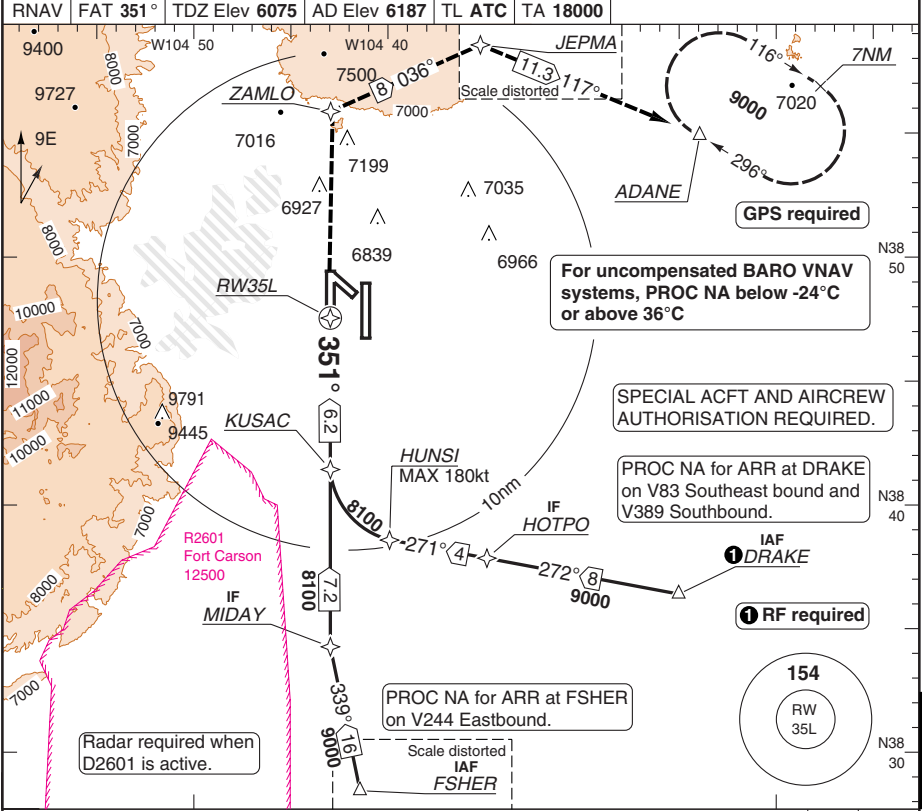 RNAV FAT 351° TDZ Elev 6075 AD Elev 6187 TL ATC TA 18000
9400
8000
W104 50
W104 40
JEPMA
116°
7NM
7500
8 036°
11.3 117°
Scale distorted
9727
ZAMLO
7000
7020
9000
7016
7000
9E
7199
296°
6927
7035
ADANE
6839
GPS required
8000
6966
N38
50
RW35L
For uncompensated BARO VNAV
systems, PROC NA below -24°C
or above 36°C
10000
7000
351°
12000
11000
9791
SPECIAL ACFT AND AIRCREW
AUTHORISATION REQUIRED.
KUSAC
6.2
9445
10000
HUNSI
MAX 180kt
PROC NA for ARR at DRAKE
on V83 Southeast bound and
V389 Southbound.
10nm
N38
40
7000
8100
IF
HOTPO
R2601
Fort Carson
12500
271° 4
IAF
1 DRAKE
8000
272° 8
9000
8100
7.2
IF
MIDAY
1 RF required
7000
154
RW
35L
339°
PROC NA for ARR at FSHER
on V244 Eastbound.
Radar required when
D2601 is active.
16
9000
Scale distorted
IAF
FSHER
N38
30